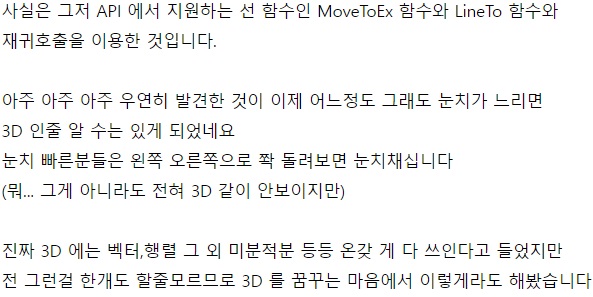 사실은 그저 API 에서 지원하는 선 함수인 MoveToEx 함수와 LineTo 함수와
재귀호출을 이용한 것입니다.
아주 아주 아주 우연히 발견한 것이 이제 어느정도 그래도 눈치가 느리면
3D 인줄 알 수는 있게 되었네요
눈치 빠른분들은 왼쪽 오른쪽으로 쫙 돌려보면 눈치채십니다
(뭐... 그게 아니라도 전혀 3D 같이 안보이지만)
진짜 3D 에는 벡터,행렬 그 외 미분적분 등등 온갖 게 다 쓰인다고 들었지만
전 그런걸 한개도 할줄모르므로 3D 를 꿈꾸는 마음에서 이렇게라도 해봤습니다